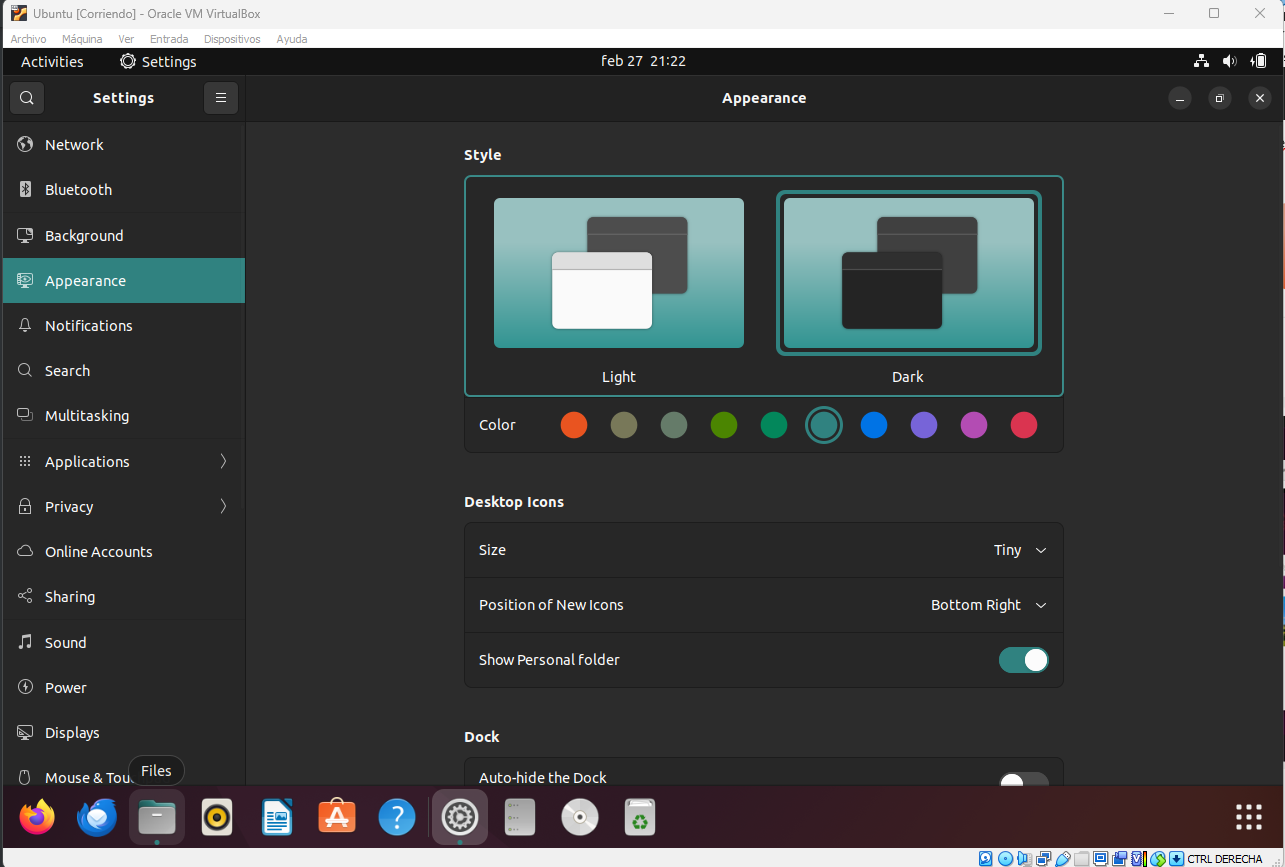 Ubuntu [Corriendo] - Oracle VM VirtualBox
Archivo Máquina Ver Entrada Dispositivos Ayuda
Activities Settings feb 27 21:22
Settings Appearance
Network
Bluetooth
Background
Appearance
Notifications
Search
Multitasking
Applications
Privacy
Online Accounts
Sharing
Sound
Power
Displays
Mouse & Tou
Files
Style
Light Dark
Color
Desktop Icons
Size Tiny
Position of New Icons Bottom Right
Show Personal folder
Dock
Auto-hide the Dock
CTRL DERECHA